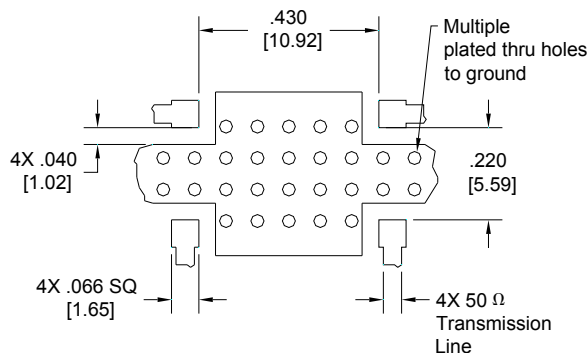 .430
[10.92]
Multiple
plated thru holes
to ground
4X .040
[1.02]
.220
[5.59]
4X .066 SQ
[1.65]
4X 50 Ω
Transmission
Line